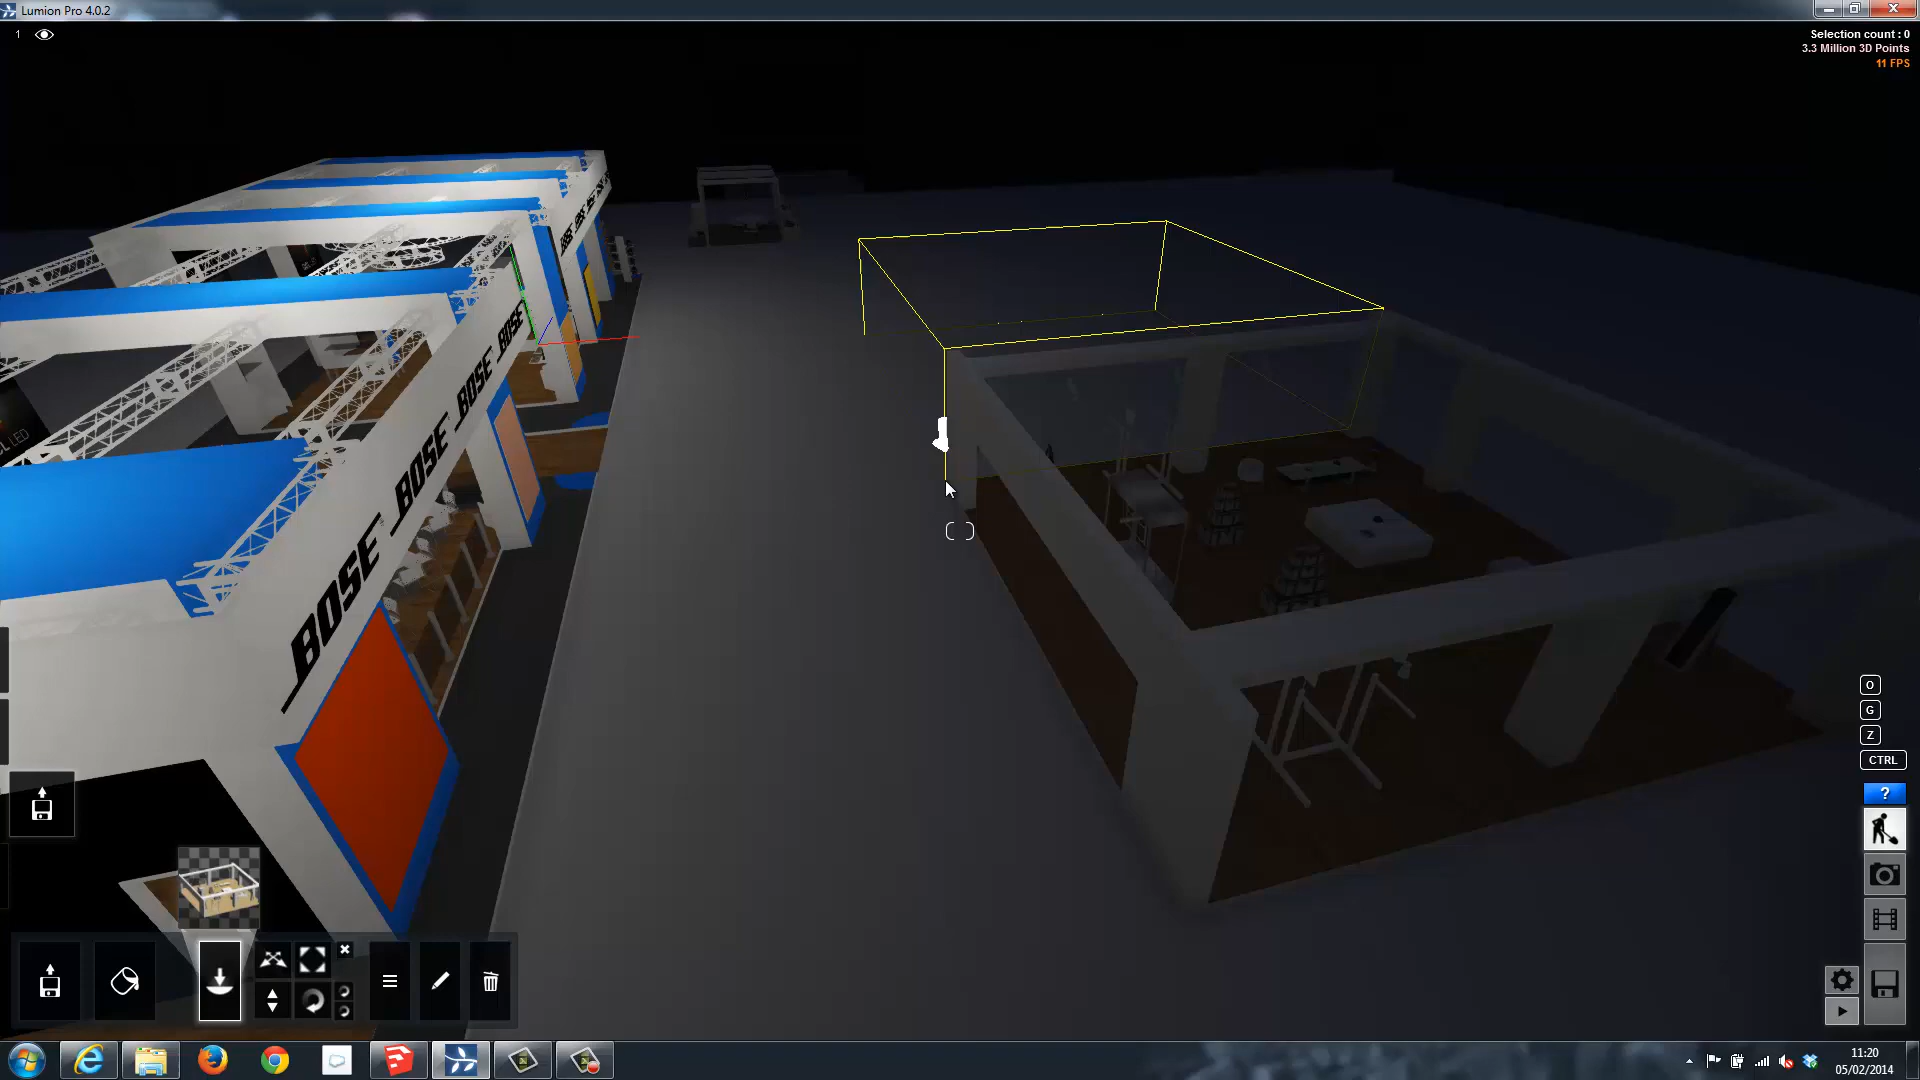 Lumion Pro 4.0.2
1
Selection count : 0
3.3 Million 3D Points
11 FPS
BOSE BOSE BOSE BOSE
LED
O
G
Z
CTRL
?
11:20
05/02/2014